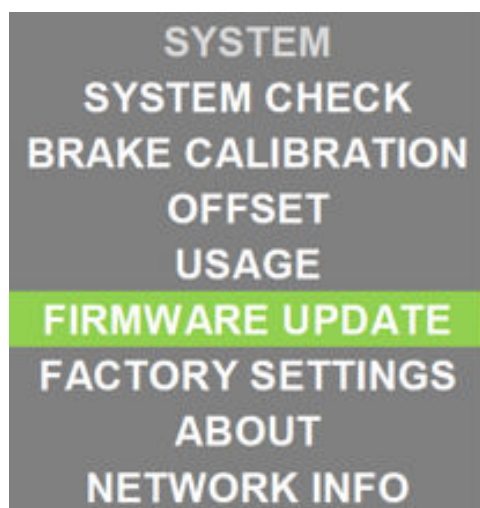 SYSTEM
SYSTEM CHECK
BRAKE CALIBRATION
OFFSET
USAGE
FIRMWARE UPDATE
FACTORY SETTINGS
ABOUT
NETWORK INFO